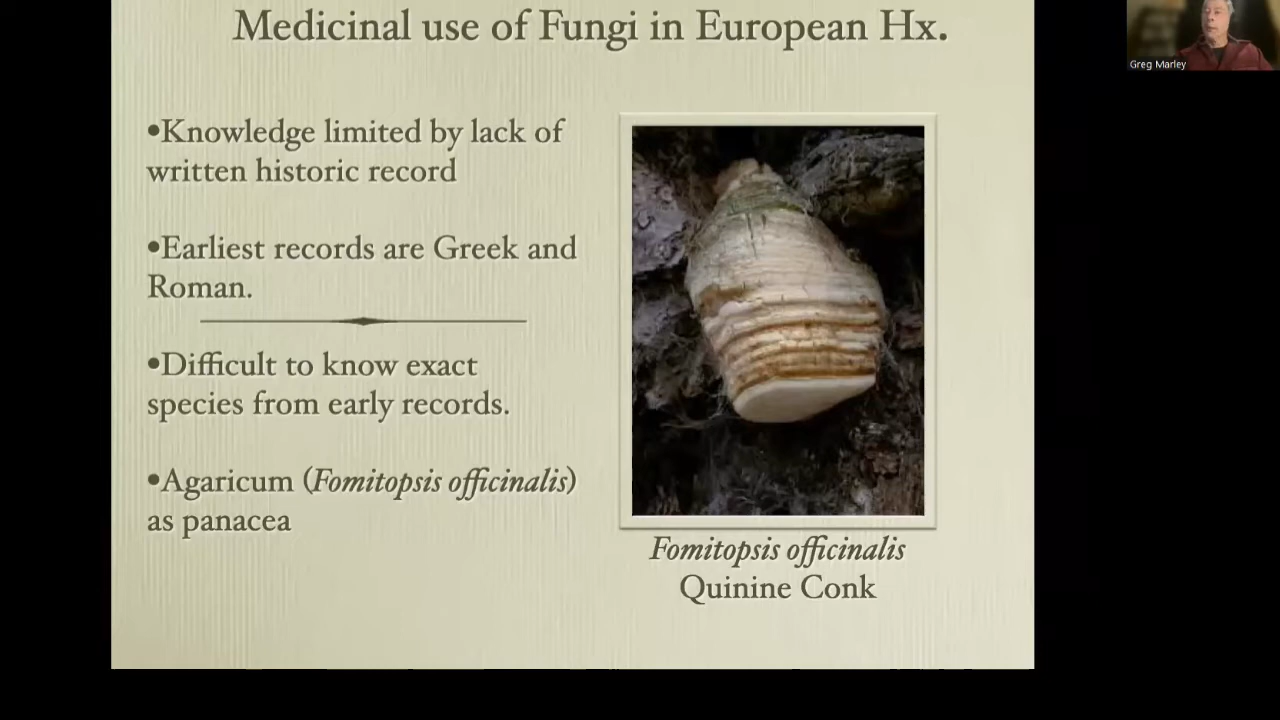 Medicinal use of Fungi in European Hx.
Greg Marley
•Knowledge limited by lack of
written historic record
•Earliest records are Greek and
Roman.
•Difficult to know exact
species from early records.
•Agaricum (Fomitopsis officinalis)
as panacea
Fomitopsis officinalis
Quinine Conk